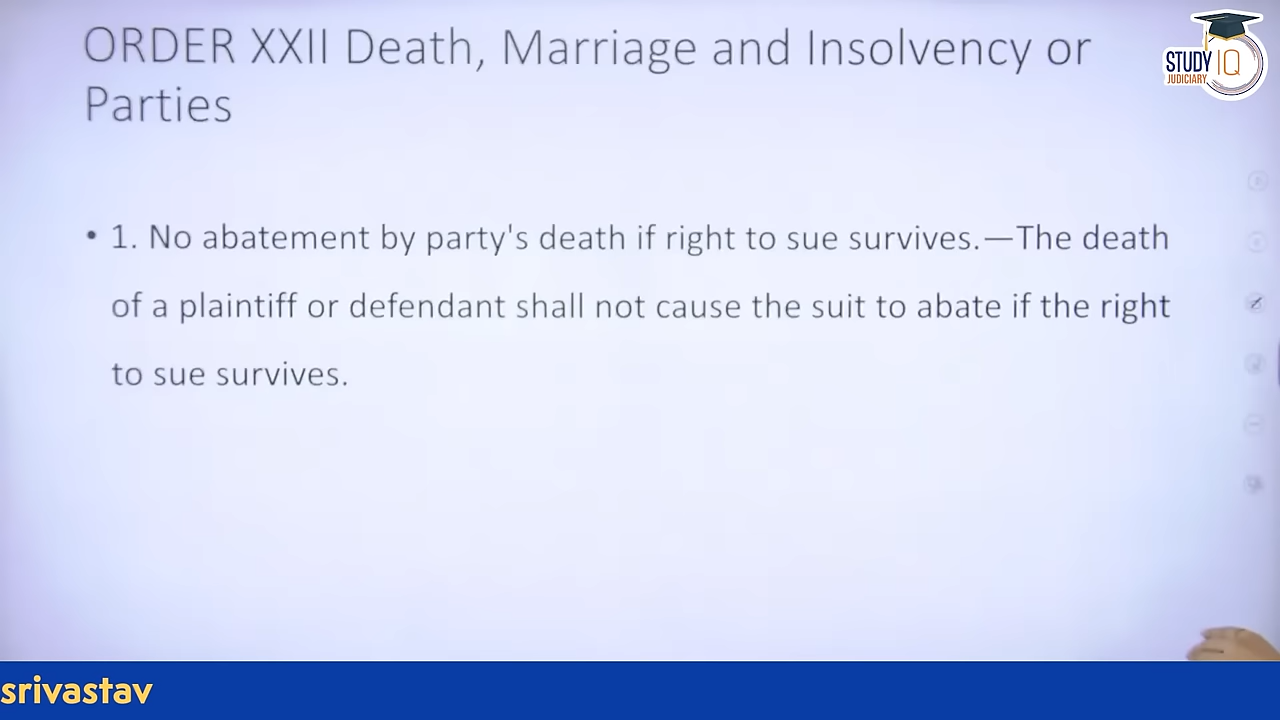 ORDER XXII Death, Marriage and Insolvency or
Parties
STUDY IQ
JUDICIARY
• 1. No abatement by party's death if right to sue survives.—The death
of a plaintiff or defendant shall not cause the suit to abate if the right
to sue survives.
srivastav